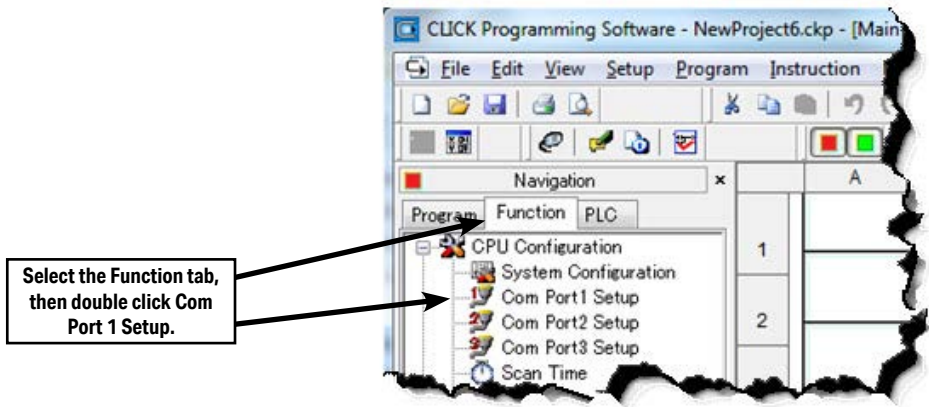 CLICK Programming Software - NewProject6.ckp - [Main
File Edit View Setup Program Instruction
Navigation
Program Function PLC
CPU Configuration
System Configuration
Com Port1 Setup
Com Port2 Setup
Com Port3 Setup
Scan Time
A
1
2
Select the Function tab,
then double click Com
Port 1 Setup.